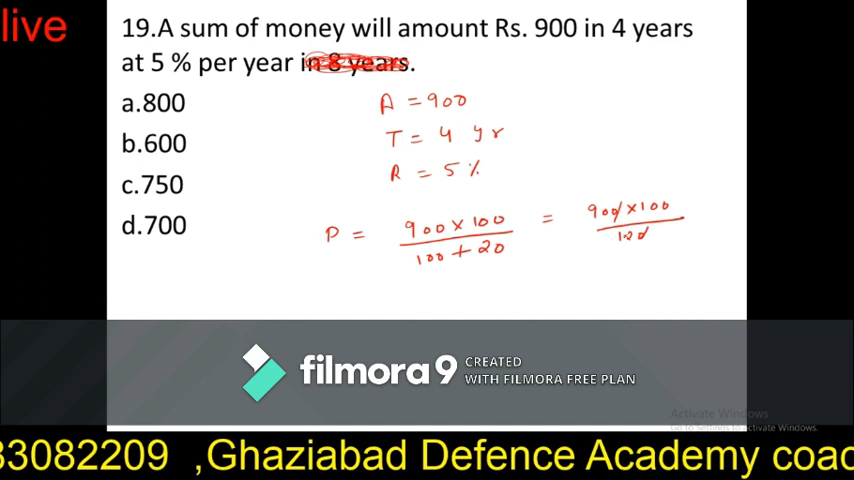 live
19.A sum of money will amount Rs. 900 in 4 years
at 5 % per year in 8 years.
a.800
b.600
c.750
d.700
A = 900
T = 4 yr
R = 5 %
P = 900 x 100 / 100 + 20 = 900 x 100 / 120
filmora 9 CREATED
WITH FILMORA FREE PLAN
Activate Windows
Go to Settings to activate Windows.
33082209 ,Ghaziabad Defence Academy coac